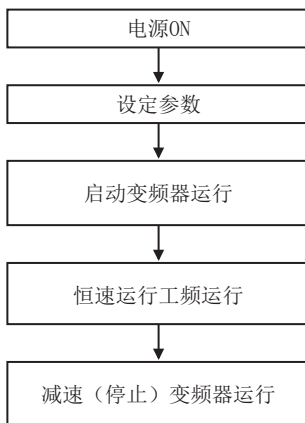 电源ON
设定参数
启动变频器运行
恒速运行工频运行
减速（停止）变频器运行